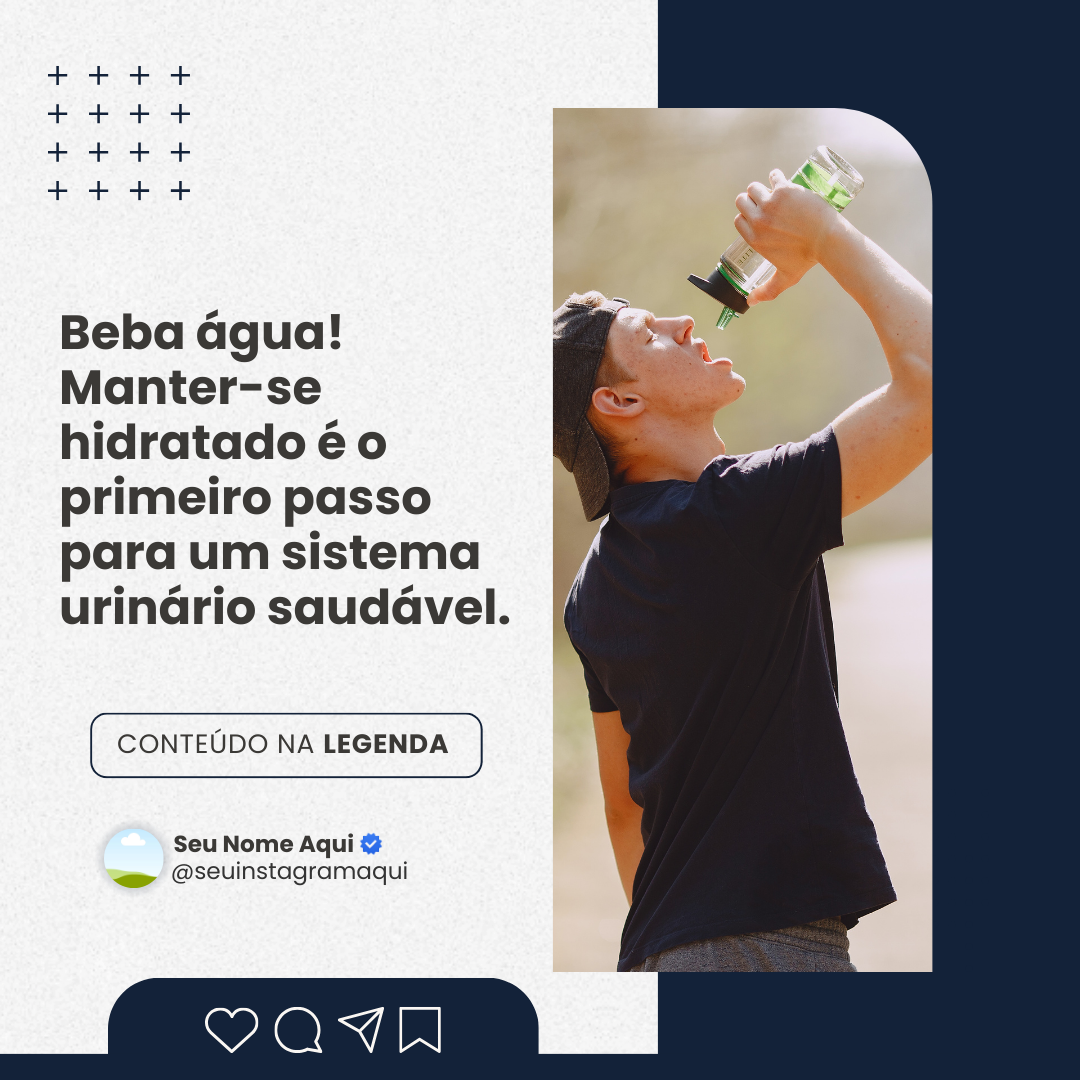 Beba água!
Manter-se
hidratado é o
primeiro passo
para um sistema
urinário saudável.
CONTEÚDO NA LEGENDA
Seu Nome Aqui
@seuinstagramaqui